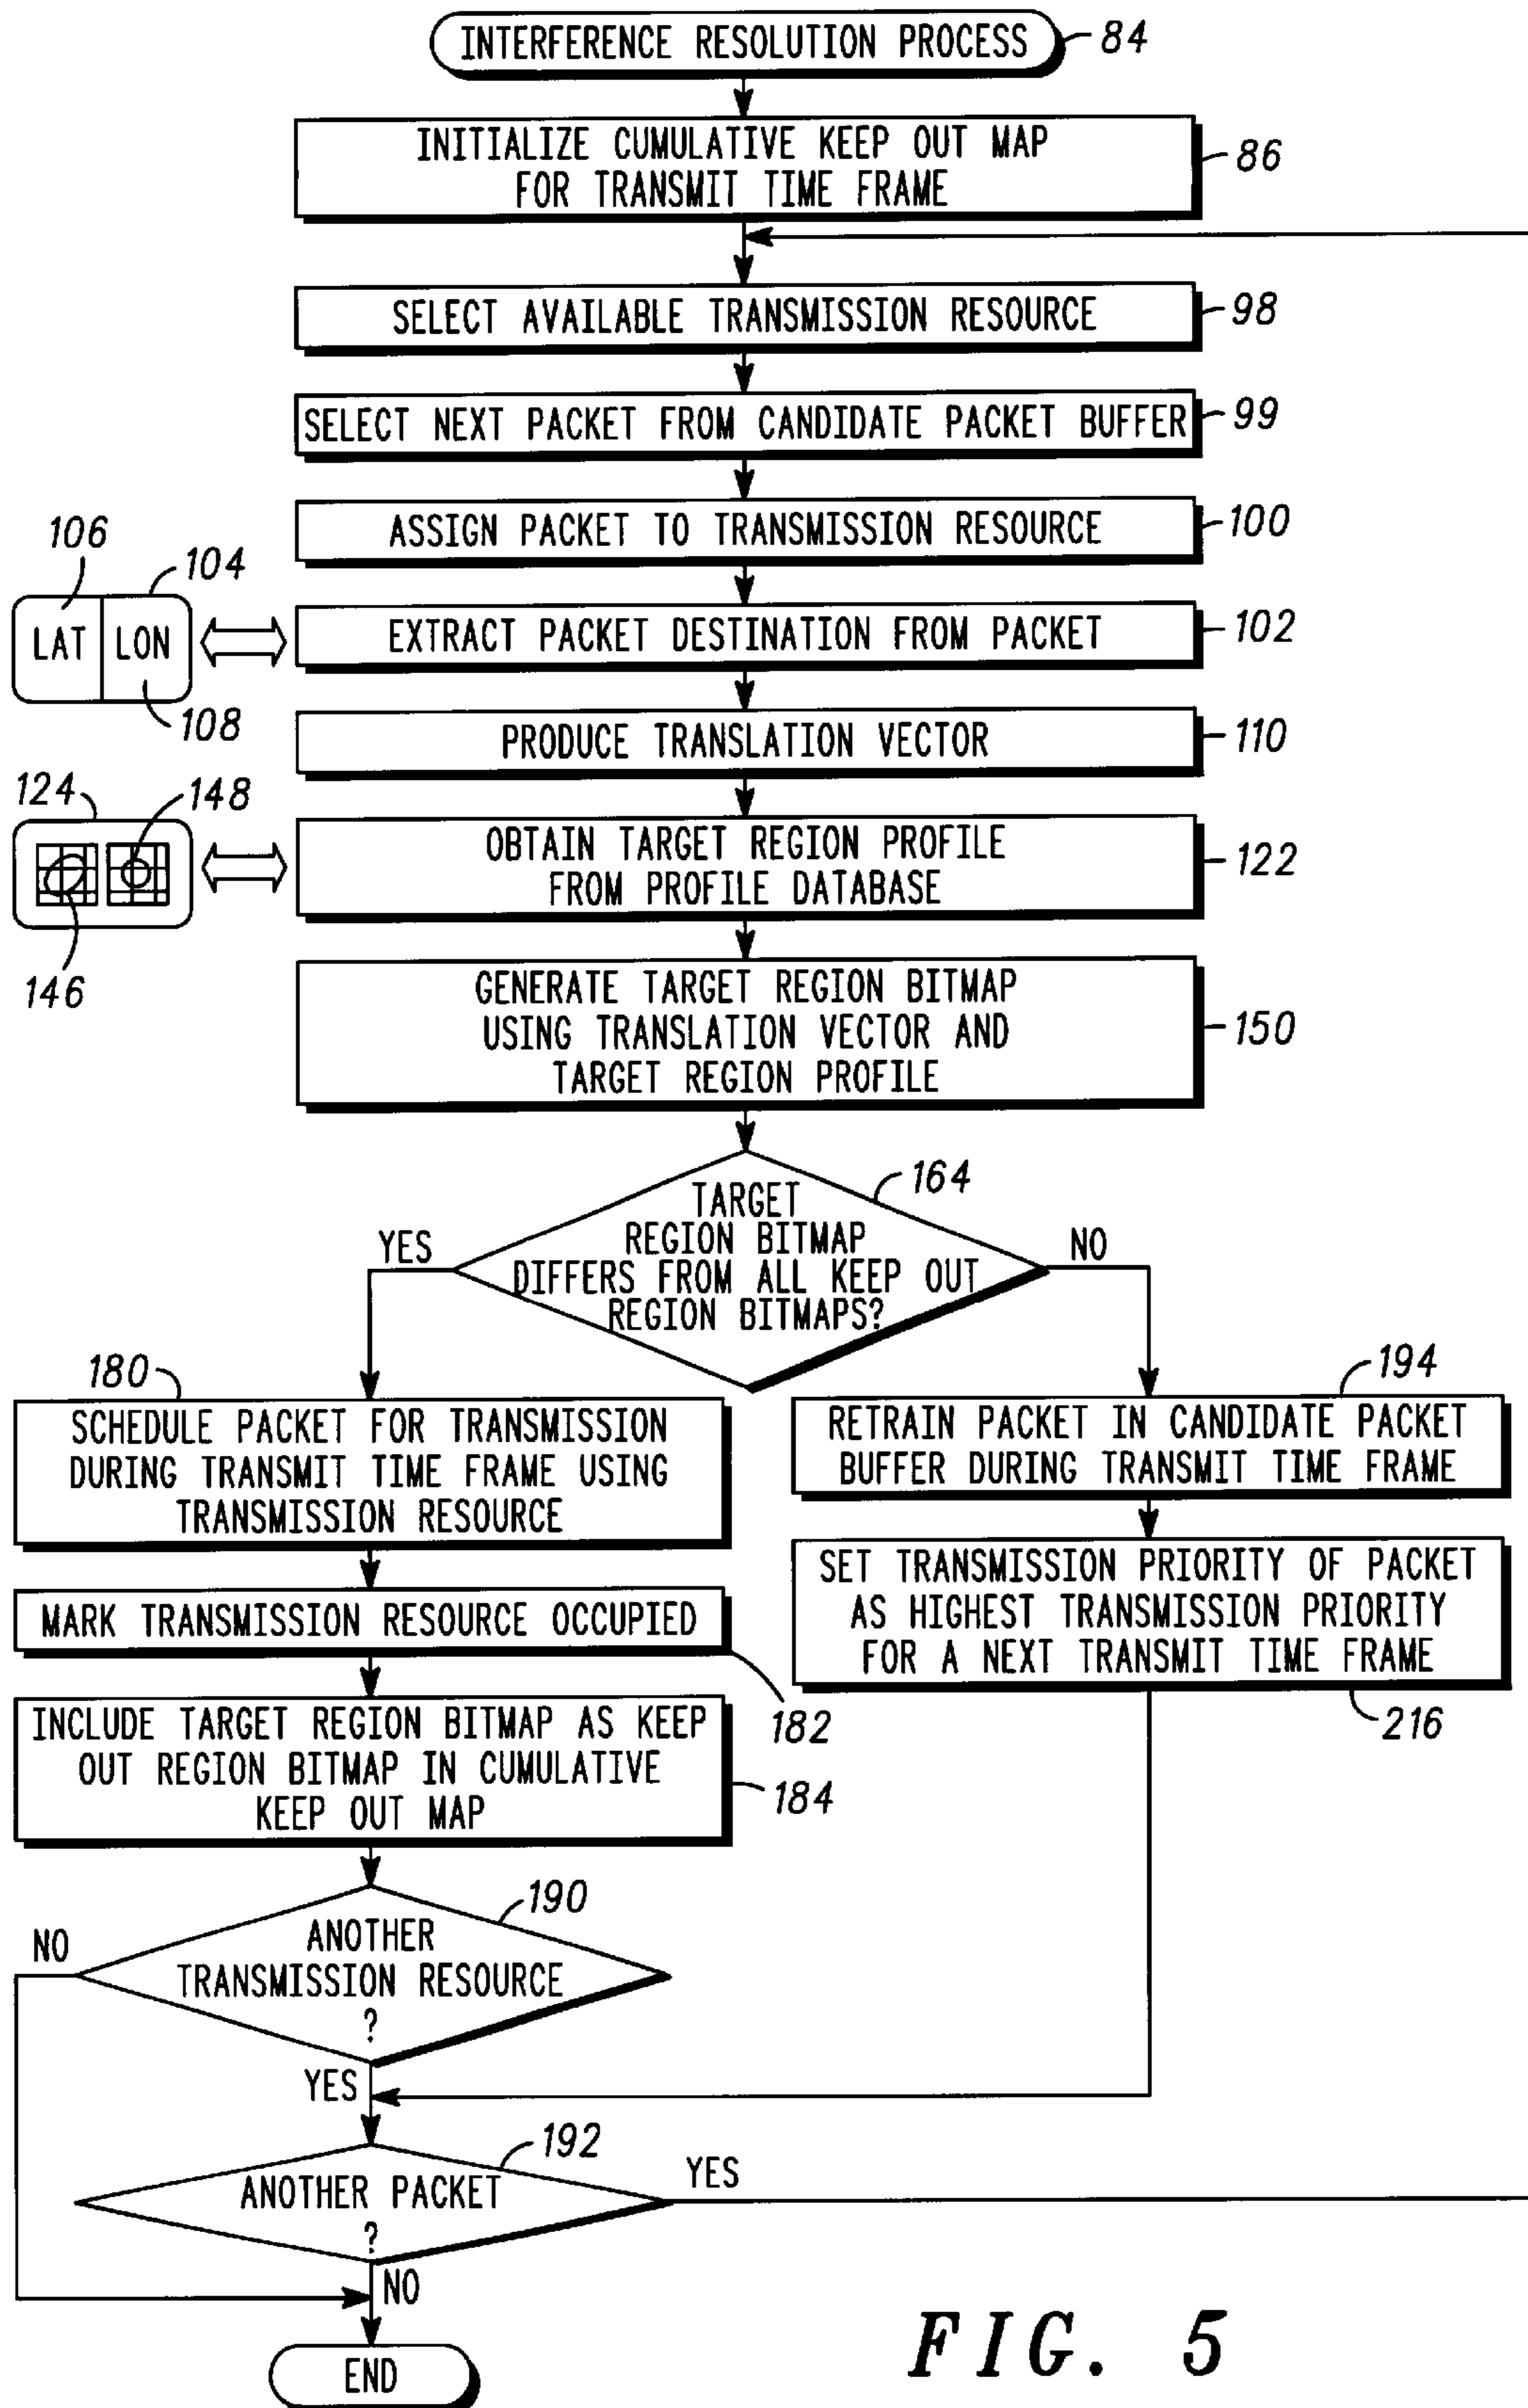 INTERFERENCE RESOLUTION PROCESS
84
INITIALIZE CUMULATIVE KEEP OUT MAP
FOR TRANSMIT TIME FRAME
86
SELECT AVAILABLE TRANSMISSION RESOURCE
98
SELECT NEXT PACKET FROM CANDIDATE PACKET BUFFER
99
ASSIGN PACKET TO TRANSMISSION RESOURCE
100
106
104
LAT
LON
108
EXTRACT PACKET DESTINATION FROM PACKET
102
PRODUCE TRANSLATION VECTOR
110
124
148
146
OBTAIN TARGET REGION PROFILE
FROM PROFILE DATABASE
122
GENERATE TARGET REGION BITMAP
USING TRANSLATION VECTOR AND
TARGET REGION PROFILE
150
TARGET
REGION BITMAP
DIFFERS FROM ALL KEEP OUT
REGION BITMAPS?
164
YES
NO
180
SCHEDULE PACKET FOR TRANSMISSION
DURING TRANSMIT TIME FRAME USING
TRANSMISSION RESOURCE
194
RETRAIN PACKET IN CANDIDATE PACKET
BUFFER DURING TRANSMIT TIME FRAME
MARK TRANSMISSION RESOURCE OCCUPIED
182
SET TRANSMISSION PRIORITY OF PACKET
AS HIGHEST TRANSMISSION PRIORITY
FOR A NEXT TRANSMIT TIME FRAME
216
INCLUDE TARGET REGION BITMAP AS KEEP
OUT REGION BITMAP IN CUMULATIVE
KEEP OUT MAP
184
190
ANOTHER
TRANSMISSION RESOURCE
?
NO
YES
192
ANOTHER PACKET
?
YES
NO
END
FIG. 5